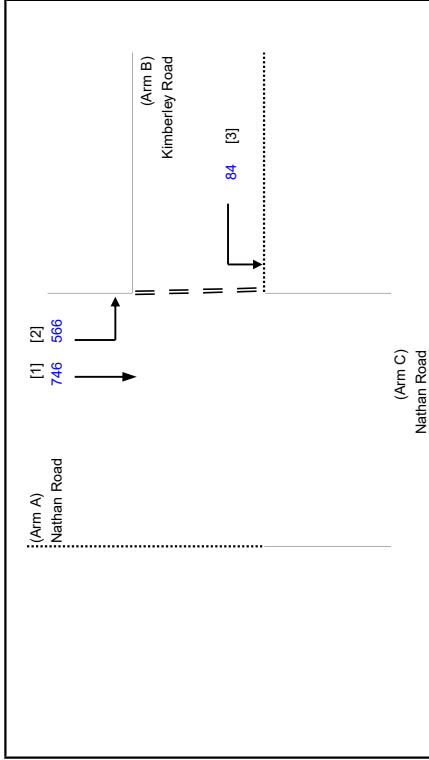 (Arm A)
Nathan Road
[1] [2]
746 566
(Arm B)
Kimberley Road
84 [3]
(Arm C)
Nathan Road